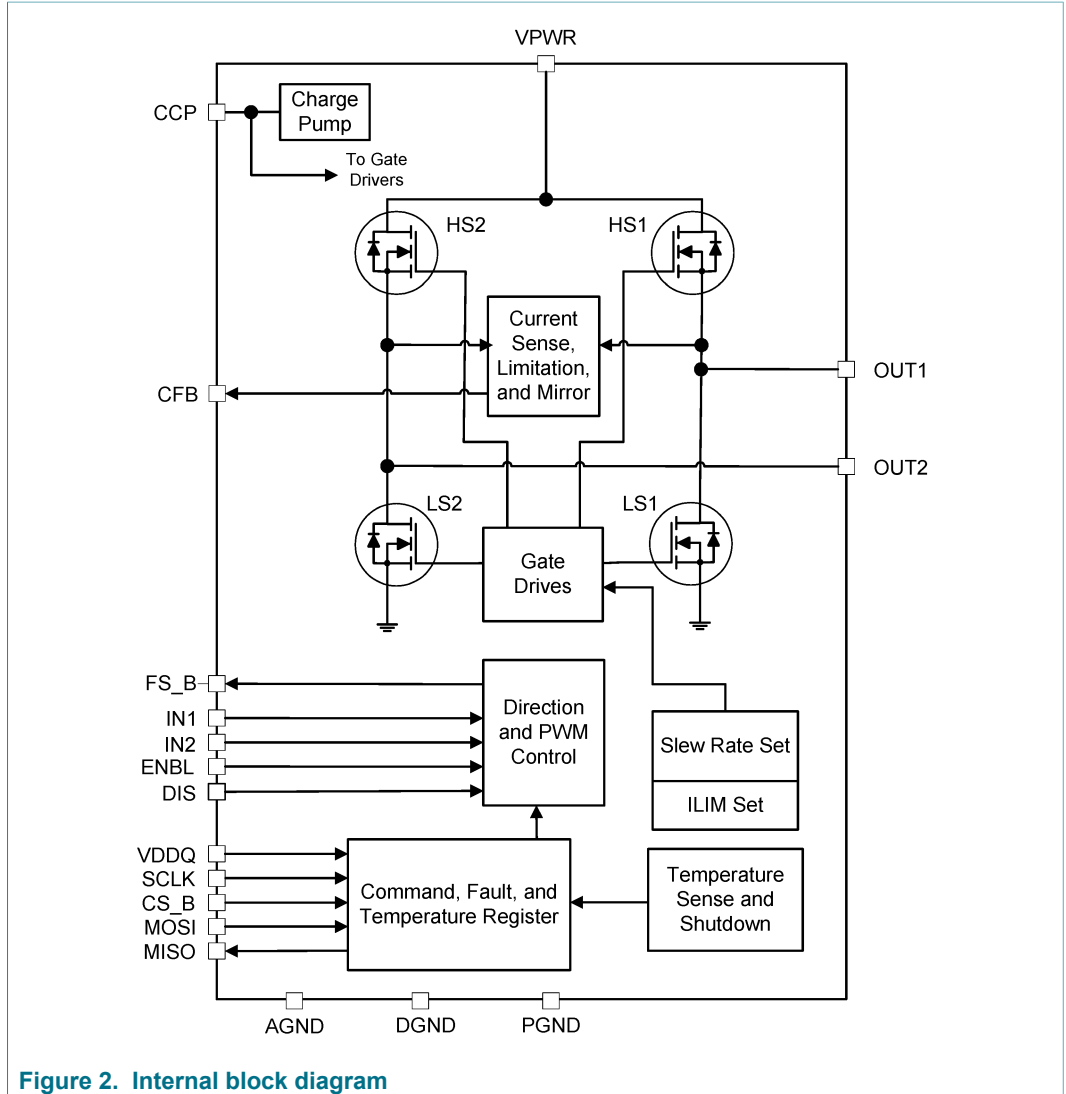 VPWR
CCP
Charge
Pump
To Gate
Drivers
HS2
HS1
Current
Sense,
Limitation,
and Mirror
OUT1
CFB
OUT2
LS2
LS1
Gate
Drives
FS_B
IN1
IN2
ENBL
DIS
Direction
and PWM
Control
Slew Rate Set
ILIM Set
VDDQ
SCLK
CS_B
MOSI
MISO
Command, Fault, and
Temperature Register
Temperature
Sense and
Shutdown
AGND
DGND
PGND
Figure 2. Internal block diagram